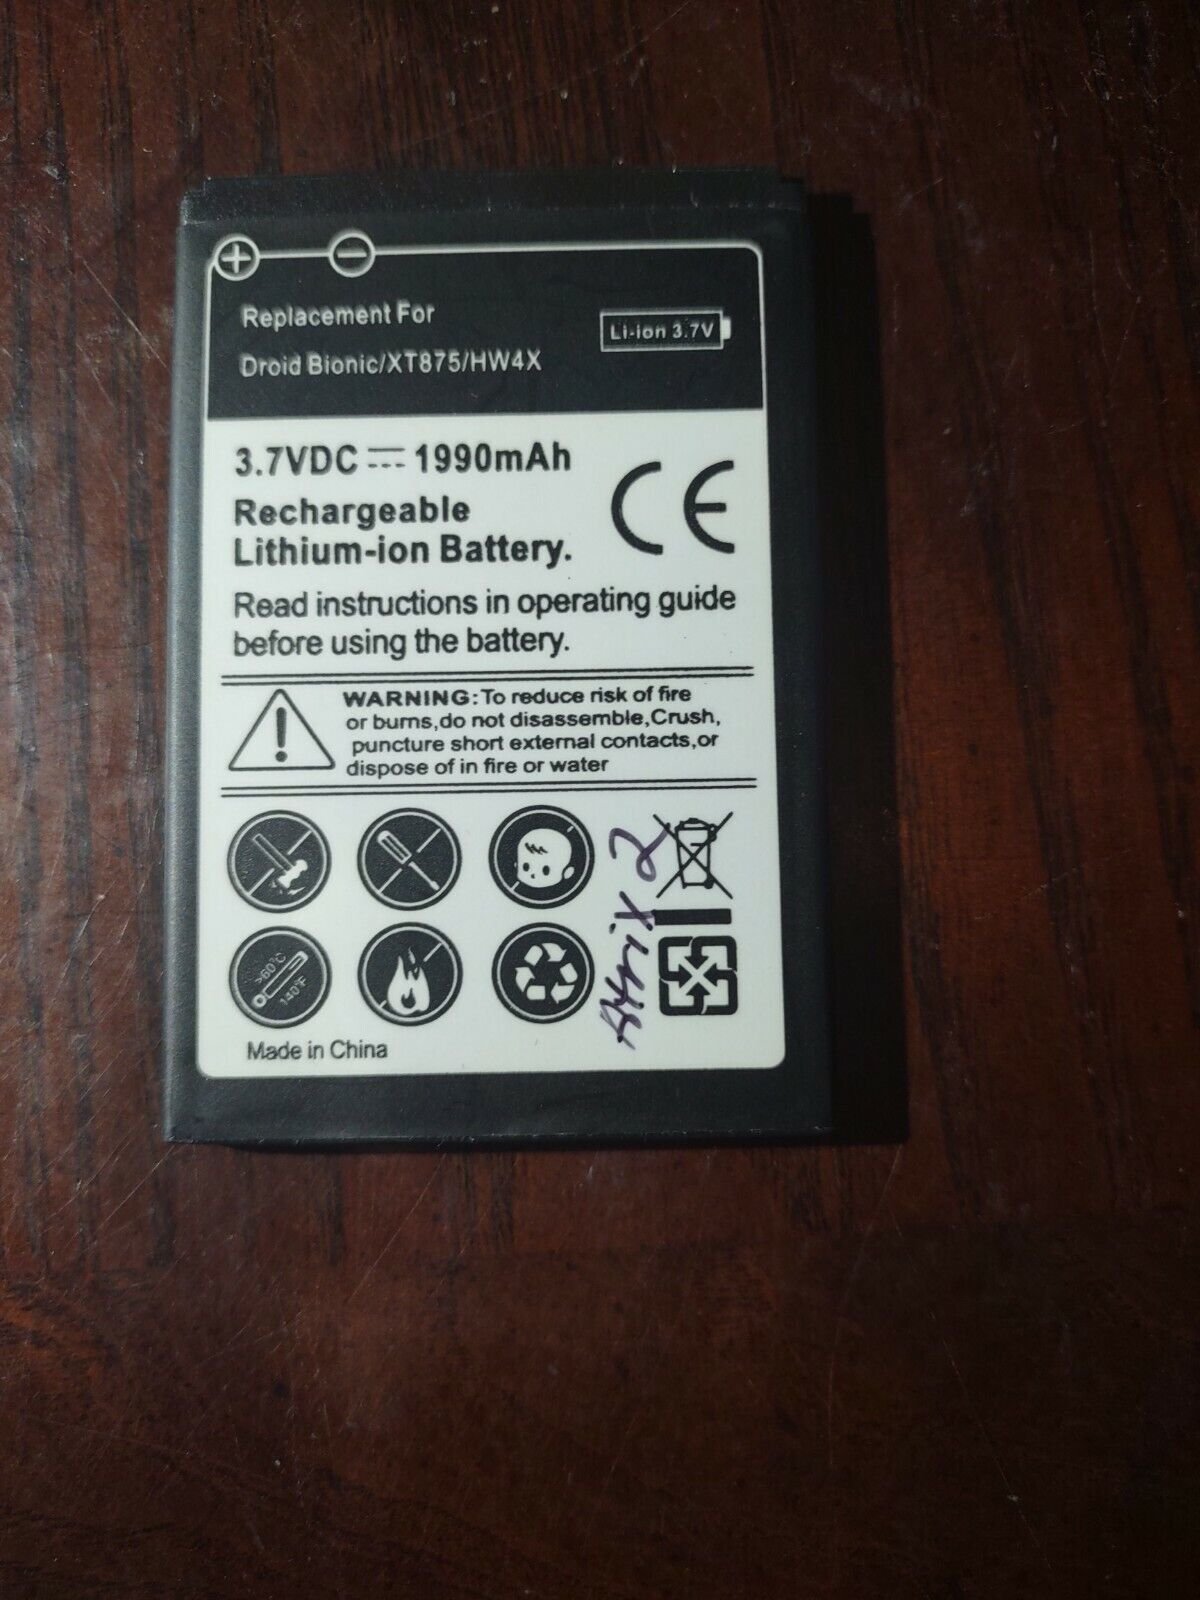 Replacement For
Li-ion 3.7V
Droid Bionic/XT875/HW4X
3.7VDC 1990mAh
CE
Rechargeable
Lithium-ion Battery.
Read instructions in operating guide
before using the battery.
WARNING:To reduce risk of fire
or burns,do not disassemble,Crush,
puncture short external contacts,or
dispose of in fire or water
>60°C
140°F
Atrix 2
Made in China